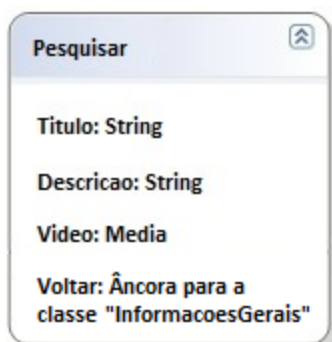 Pesquisar
Titulo: String
Descricao: String
Video: Media
Voltar: Âncora para a
classe "InformacoesGerais"